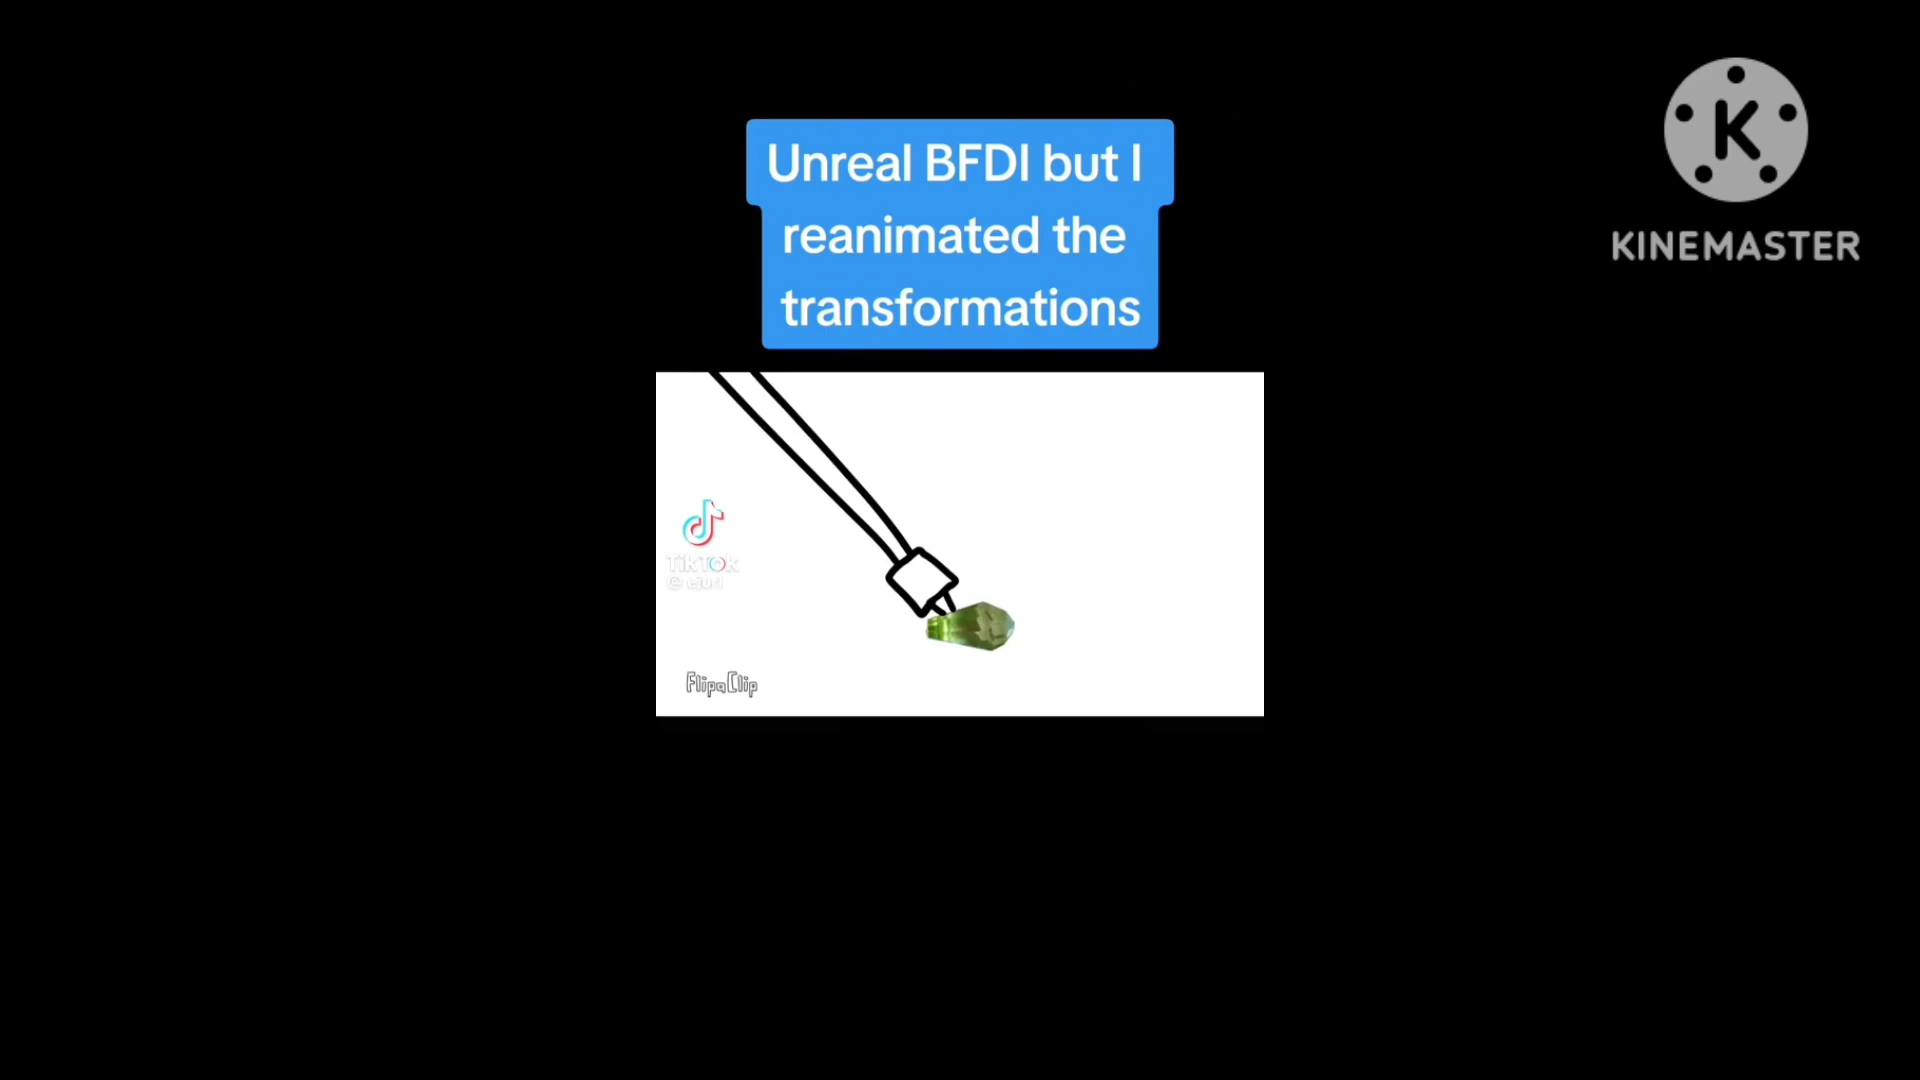 Unreal BFDI but I
reanimated the
transformations
K
KINEMASTER
TikTok
FlipaClip